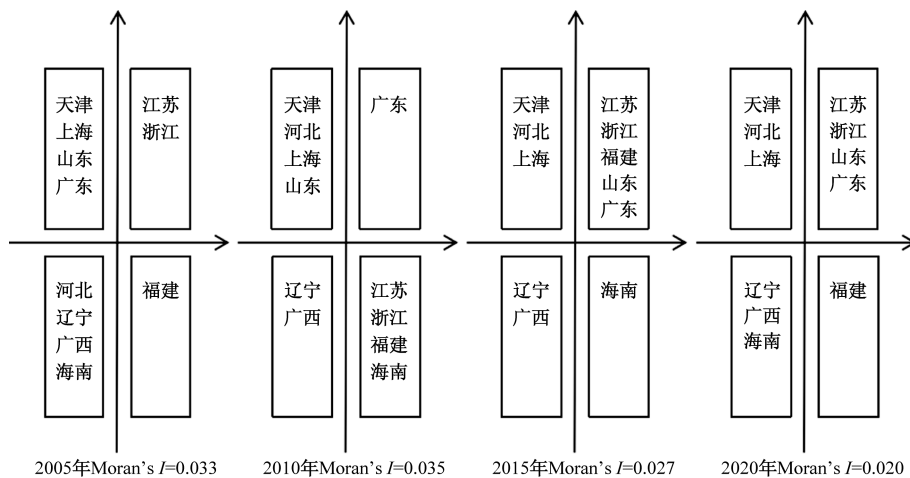 天津
上海
山东
广东
江苏
浙江
河北
辽宁
广西
海南
福建
2005年Moran's I=0.033
天津
河北
上海
山东
广东
辽宁
广西
江苏
浙江
福建
海南
2010年Moran's I=0.035
天津
河北
上海
江苏
浙江
福建
山东
广东
辽宁
广西
海南
2015年Moran's I=0.027
天津
河北
上海
江苏
浙江
山东
广东
辽宁
广西
海南
福建
2020年Moran's I=0.020